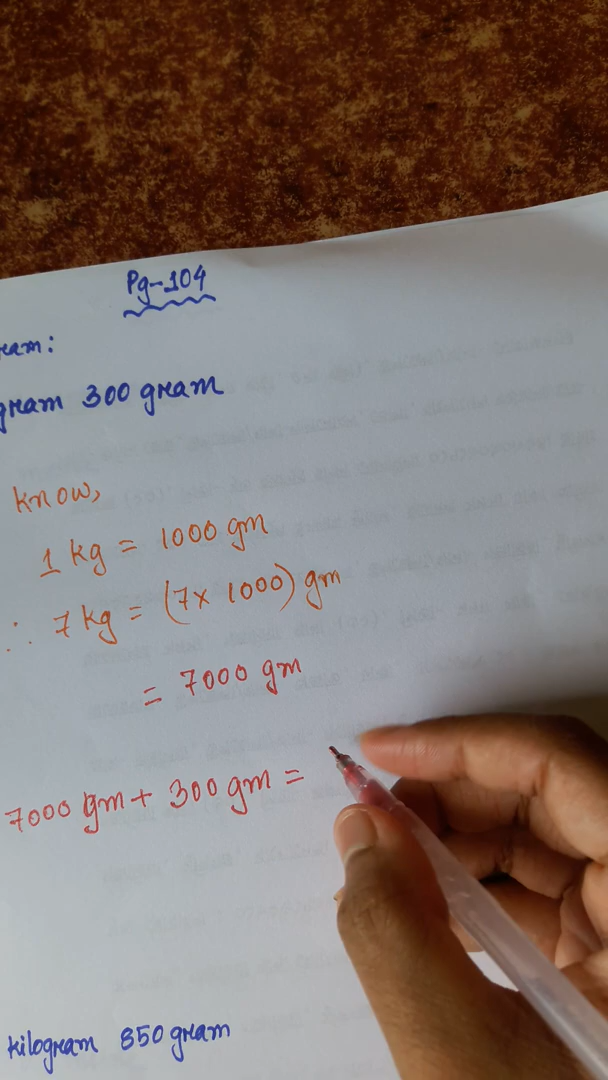 Pg-104
ram:
gram 300 gram
know,
1 kg = 1000 gm
∴ 7 kg = (7 x 1000) gm
= 7000 gm
7000 gm + 300 gm =
kilogram 850 gram